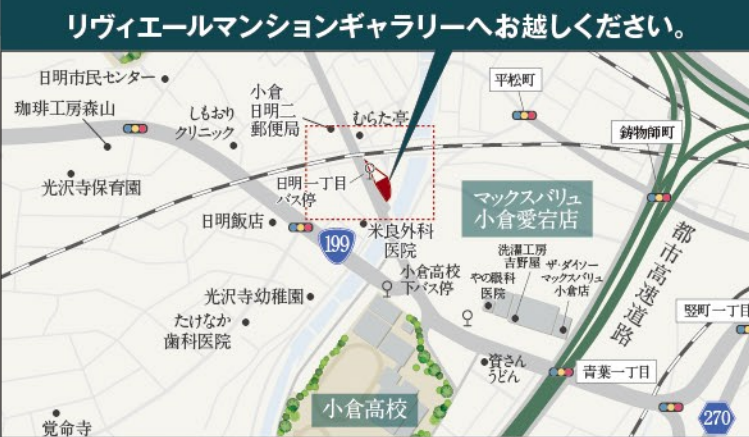 リヴィエールマンションギャラリーへお越しください。
日明市民センター
珈琲工房森山
しもおり
クリニック
小倉
日明二
郵便局
むらた亭
平松町
鋳物師町
光沢寺保育園
日明一丁目
バス停
日明飯店
199
米良外科
医院
マックスバリュ
小倉愛宕店
洗濯工房
吉野屋
やの眼科
医院
ザ・ダイソー
マックスバリュ
小倉店
都市高速道路
小倉高校
下バス停
光沢寺幼稚園
たけなか
歯科医院
竪町一丁目
資さん
うどん
青葉一丁目
小倉高校
覚命寺
270